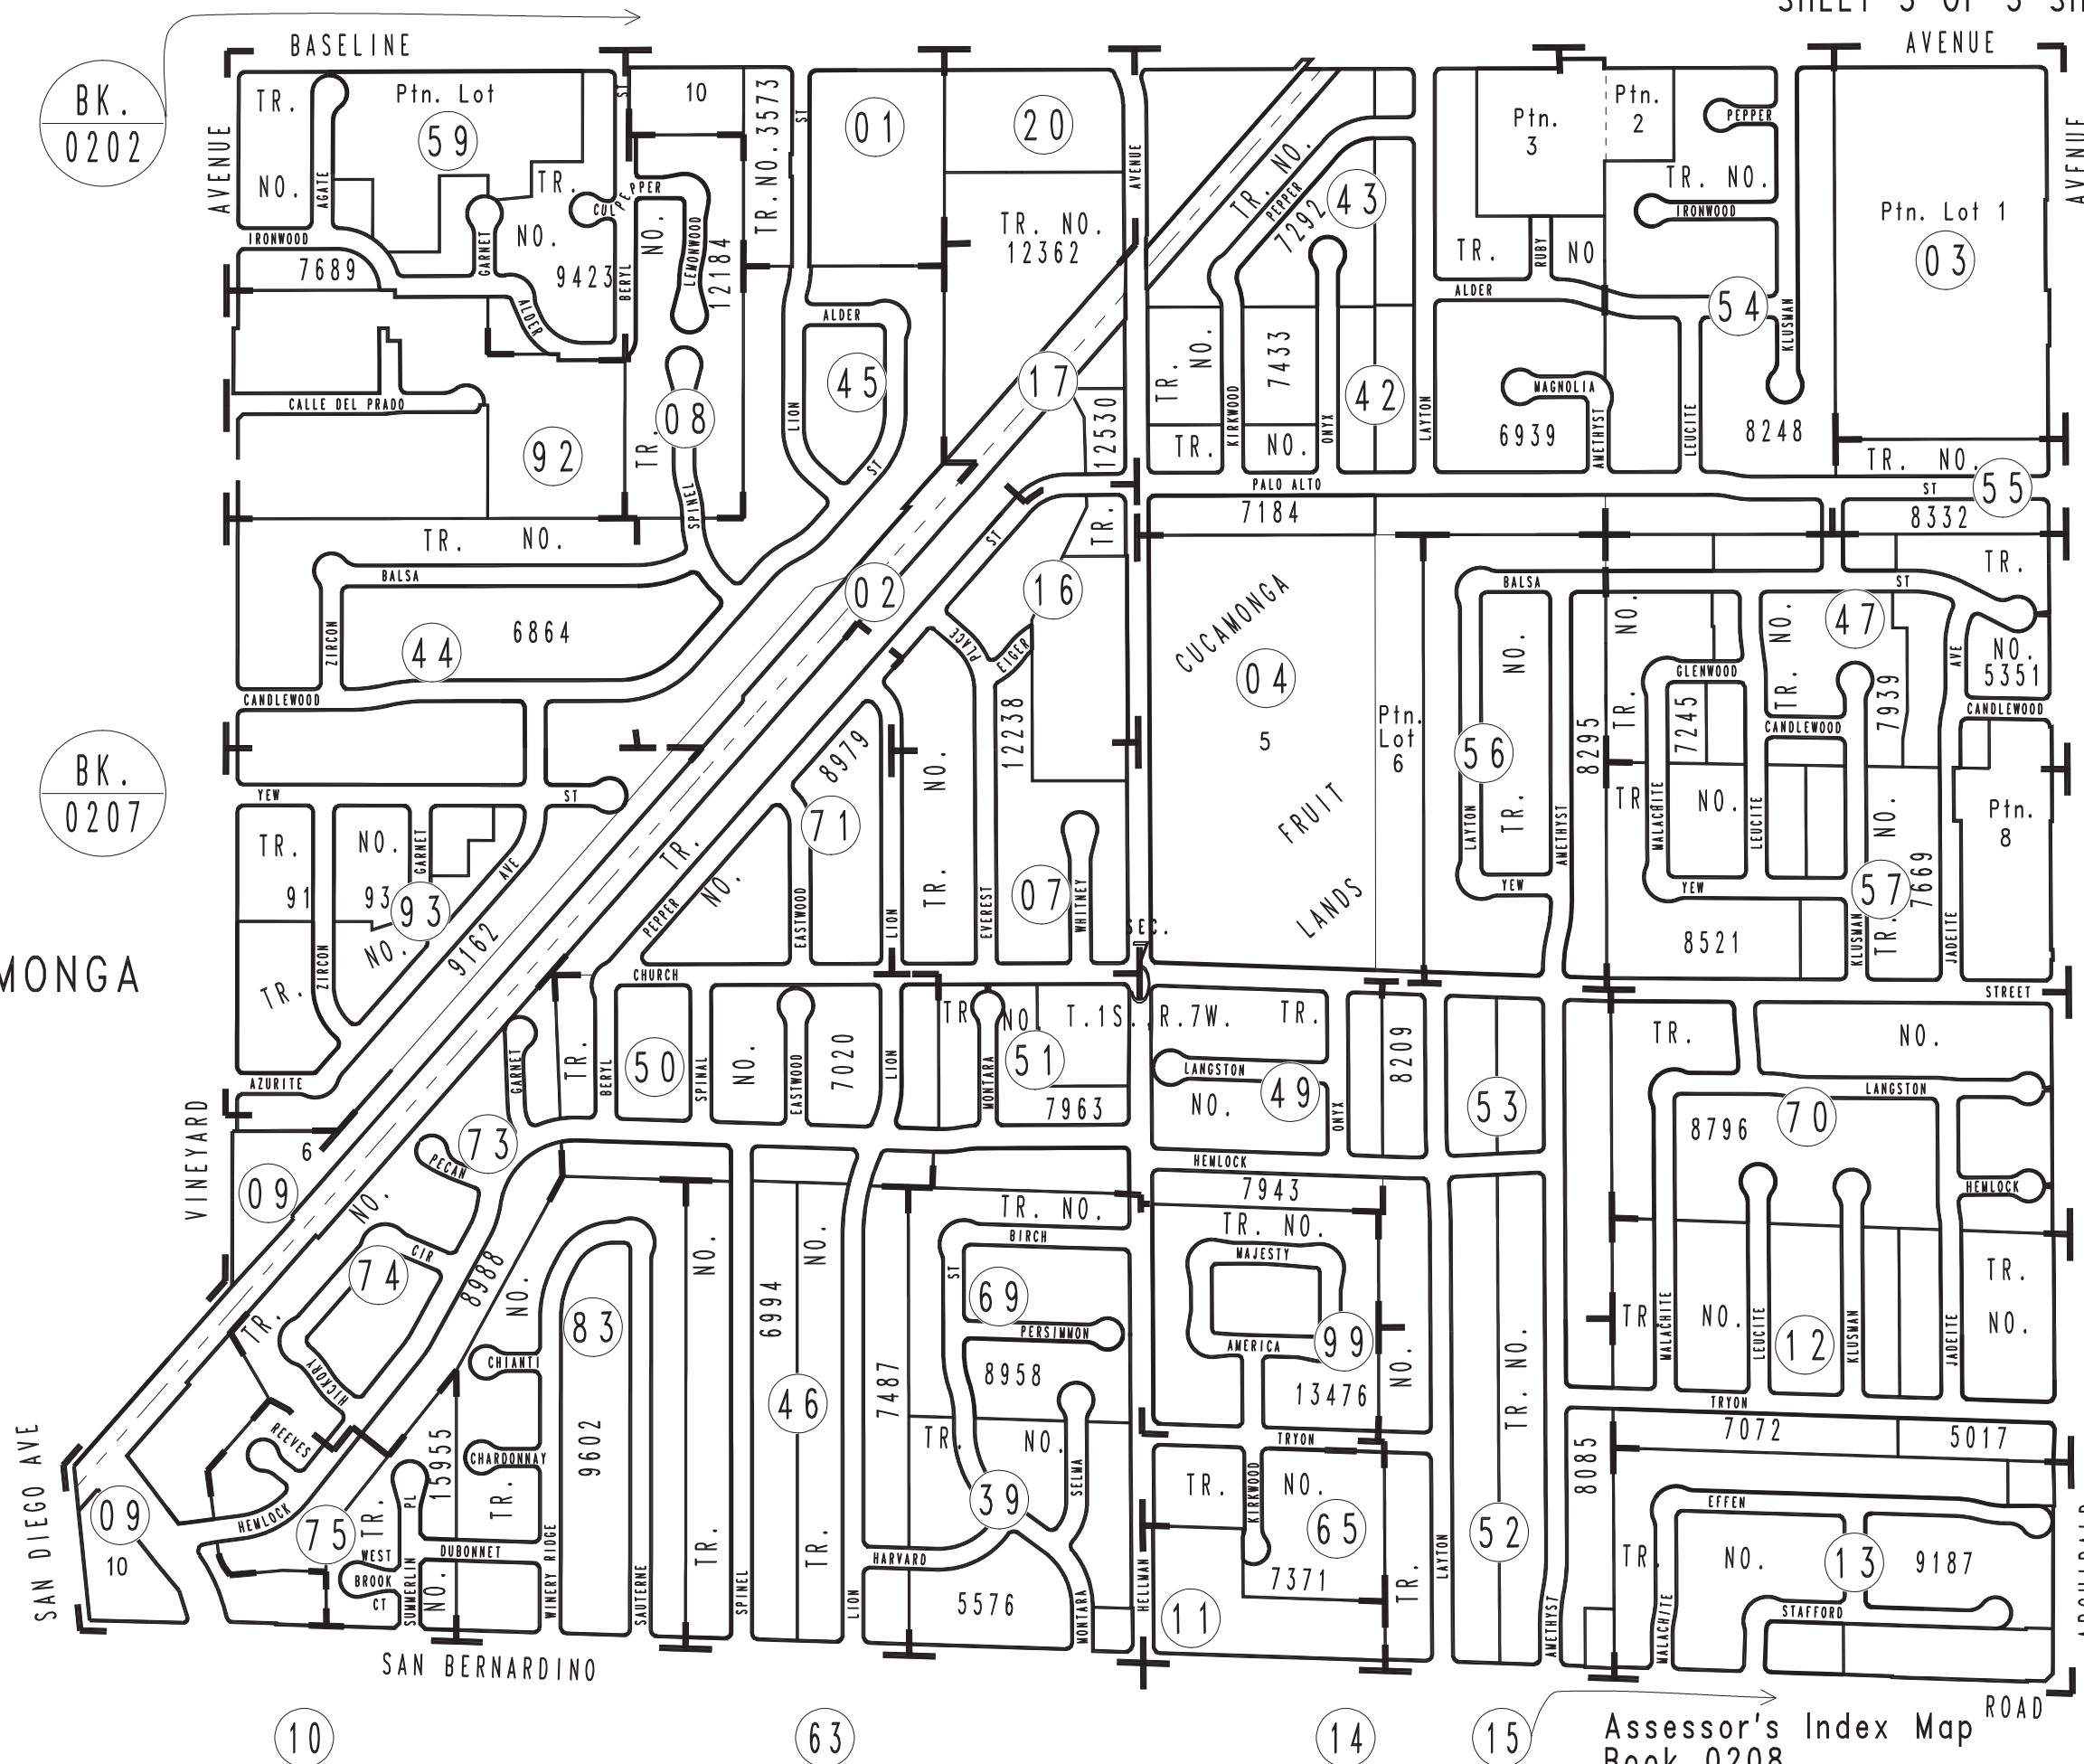 BASELINE
AVENUE
BK.
0202
AVENUE
TR.
NO.
AGATE
Ptn. Lot
59
ST
10
TR.NO.3573
ST
01
20
AVENUE
TR. NO.
12362
TR. NO.
PEPPER
7292
43
Ptn.
3
Ptn.
2
PEPPER
TR. NO.
IRONWOOD
Ptn. Lot 1
03
IRONWOOD
7689
GARNET
TR.
NO.
9423
CULPEPPER
BERYL
NO.
LEMONWOOD
12184
ALDER
ALDER
45
LION
ST
17
12530
TR.
NO.
KIRKWOOD
7433
ONYX
42
LAYTON
TR.
RUBY
NO
ALDER
54
KLUSMAN
MAGNOLIA
6939
AMETHYST
LEUCITE
8248
CALLE DEL PRADO
92
08
TR.
SPINEL
TR.
NO.
PALO ALTO
7184
TR. NO.
ST
55
8332
TR. NO.
BALSA
ZIRCON
44
6864
CANDLEWOOD
02
ST
16
TR.
PLACE
EIGER
12238
CUCAMONGA
04
5
FRUIT
LANDS
Ptn.
Lot
6
BALSA
ST
TR.
56
NO.
TR.
LAYTON
AMETHYST
YEW
8295
NO.
TR.
GLENWOOD
7245
NO.
TR.
47
7939
AVE
NO.
5351
CANDLEWOOD
CANDLEWOOD
BK.
0207
YEW
ST
TR.
NO.
91
93
93
GARNET
AVE
ZIRCON
NO.
9162
TR.
AZURITE
8979
71
TR.
NO.
PEPPER
EASTWOOD
LION
NO.
TR.
EVEREST
07
WHITNEY
SEC.
TR
MALACHITE
NO.
LEUCITE
YEW
8521
57
NO.
7669
KLUSMAN
TR.
JADEITE
Ptn.
8
MONGA
CHURCH
STREET
VINEYARD
6
09
GARNET
TR.
BERYL
50
SPINAL
NO.
EASTWOOD
7020
LION
TR
NO.
MONTARA
T.1S.,R.7W.
51
7963
TR.
LANGSTON
NO.
49
ONYX
8209
53
HEMLOCK
7943
TR.
NO.
LANGSTON
8796
70
HEMLOCK
73
PECAN
NO.
CIR
74
TR.
8988
HICKORY
REEVES
NO.
83
CHIANTI
CHARDONNAY
15955
TR.
9602
NO.
TR.
6994
NO.
46
TR.
7487
TR. NO.
BIRCH
ST
69
PERSIMMON
8958
TR.
NO.
SELMA
39
HARVARD
5576
MONTARA
TR. NO.
MAJESTY
AMERICA
99
13476
NO.
TRYON
TR.
NO.
KIRKWOOD
65
7371
TR.
11
HELLMAN
LAYTON
TR. NO.
52
AMETHYST
TR
MALACHITE
NO.
LEUCITE
12
KLUSMAN
JADEITE
TR.
NO.
TRYON
7072
5017
8085
EFFEN
TR.
NO.
13
9187
STAFFORD
MALACHITE
SAN DIEGO AVE
09
10
HEMLOCK
75
TR.
PL
WEST
BROOK
CT
SUMMERLIN
NO.
DUBONNET
WINERY RIDGE
SAUTERNE
SPINEL
LION
SAN BERNARDINO
ROAD
10
63
14
15
Assessor's Index Map